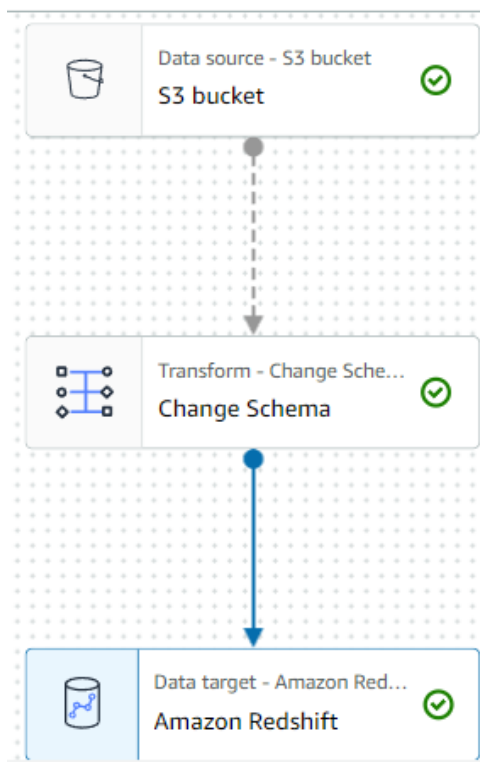 Data source - S3 bucket
S3 bucket
Transform - Change Sche...
Change Schema
Data target - Amazon Red...
Amazon Redshift